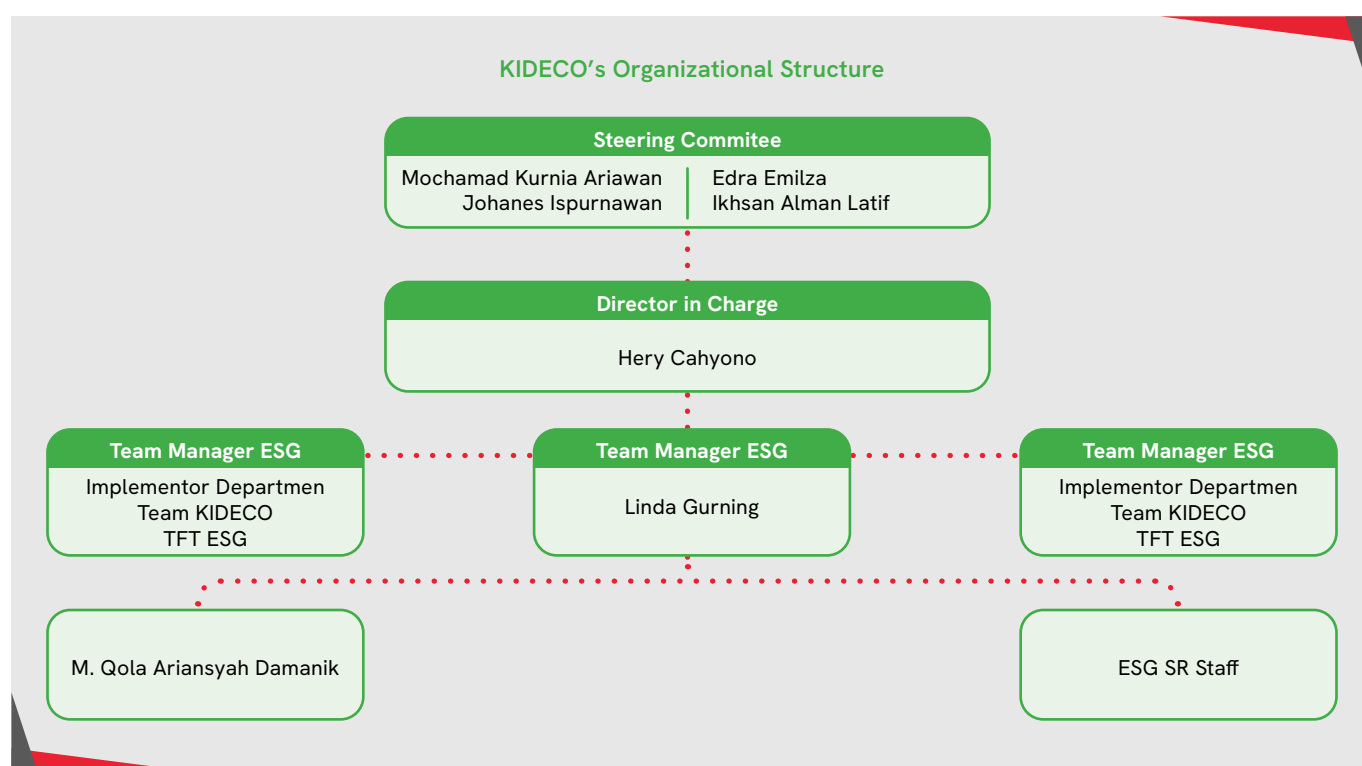 KIDECO’s Organizational Structure
Steering Commitee
Mochamad Kurnia Ariawan
Johanes Ispurnawan
Edra Emilza
Ikhsan Alman Latif
Director in Charge
Hery Cahyono
Team Manager ESG
Implementor Departmen
Team KIDECO
TFT ESG
Team Manager ESG
Linda Gurning
Team Manager ESG
Implementor Departmen
Team KIDECO
TFT ESG
M. Qola Ariansyah Damanik
ESG SR Staff